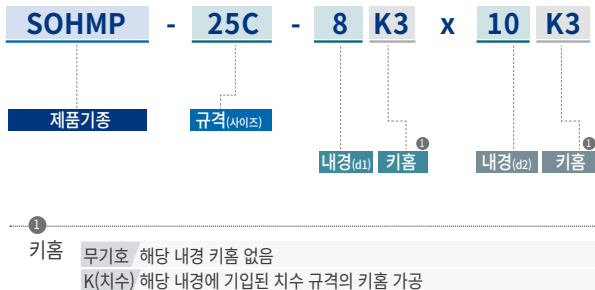 SOHMP - 25C - 8 K3 x 10 K3
제품기종 규격(사이즈)
내경(d1) 키홈 1 내경(d2) 키홈 1
1
키홈
무기호 해당 내경 키홈 없음
K(치수) 해당 내경에 기입된 치수 규격의 키홈 가공